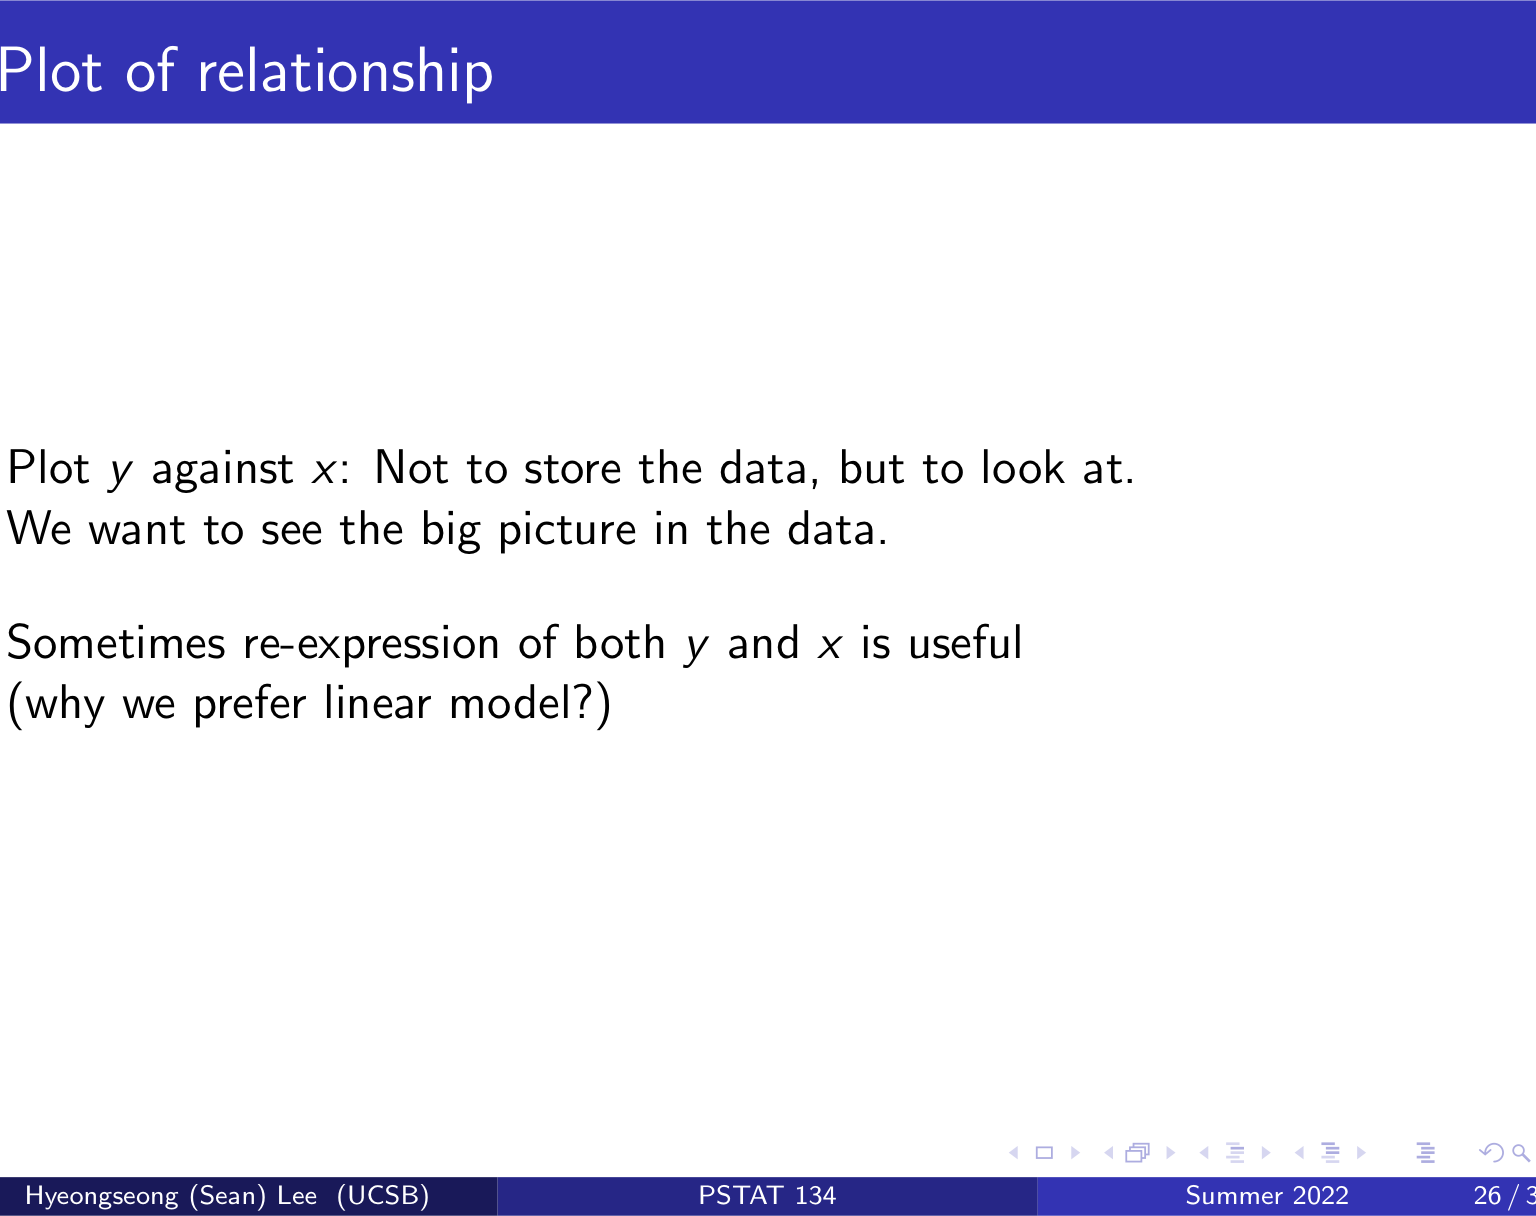 Plot of relationship
Plot y against x: Not to store the data, but to look at.
We want to see the big picture in the data.
Sometimes re-expression of both y and x is useful
(why we prefer linear model?)
Hyeongseong (Sean) Lee (UCSB)
PSTAT 134
Summer 2022
26 /